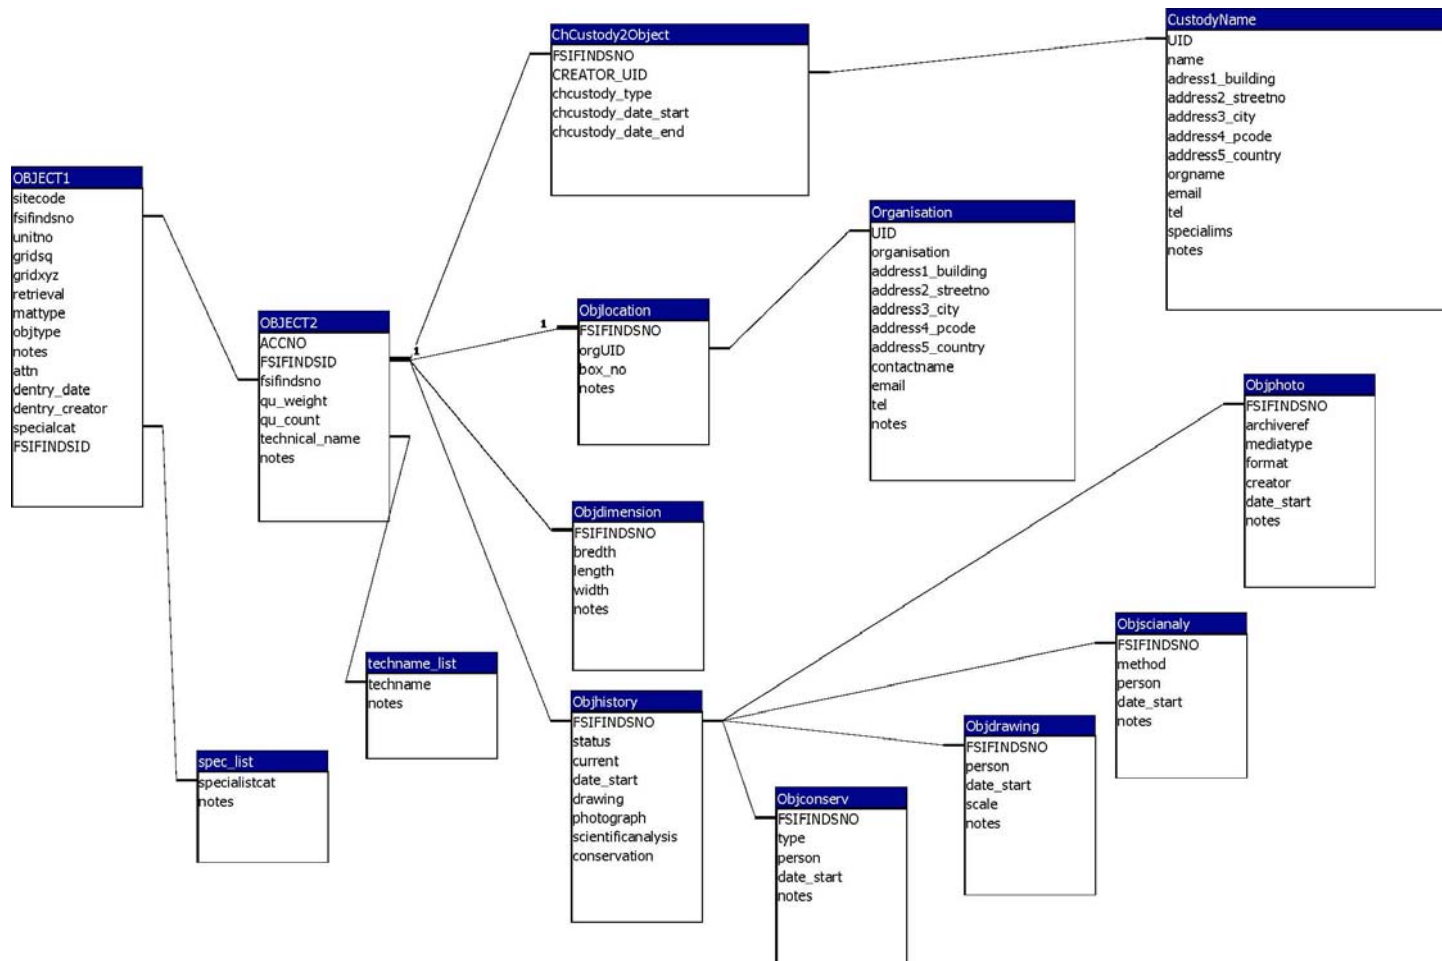 ChCustody2Object
FSIFINDSNO
CREATOR_UID
chcustody_type
chcustody_date_start
chcustody_date_end
CustodyName
UID
name
adress1_building
address2_streetno
address3_city
address4_pcode
address5_country
orgname
email
tel
specialims
notes
OBJECT1
sitecode
fsifindsno
unitno
gridsq
gridxyz
retrieval
mattype
objtype
notes
attn
dentry_date
dentry_creator
specialcat
FSIFINDSID
OBJECT2
ACCNO
FSIFINDSID
fsifindsno
qu_weight
qu_count
technical_name
notes
1
1
Objlocation
FSIFINDSNO
orgUID
box_no
notes
Organisation
UID
organisation
address1_building
address2_streetno
address3_city
address4_pcode
address5_country
contactname
email
tel
notes
Objdimension
FSIFINDSNO
bredth
length
width
notes
Objphoto
FSIFINDSNO
archiveref
mediatype
format
creator
date_start
notes
techname_list
techname
notes
spec_list
specialistcat
notes
Objhistory
FSIFINDSNO
status
current
date_start
drawing
photograph
scientificanalysis
conservation
Objscianaly
FSIFINDSNO
method
person
date_start
notes
Objdrawing
FSIFINDSNO
person
date_start
scale
notes
Objconserv
FSIFINDSNO
type
person
date_start
notes